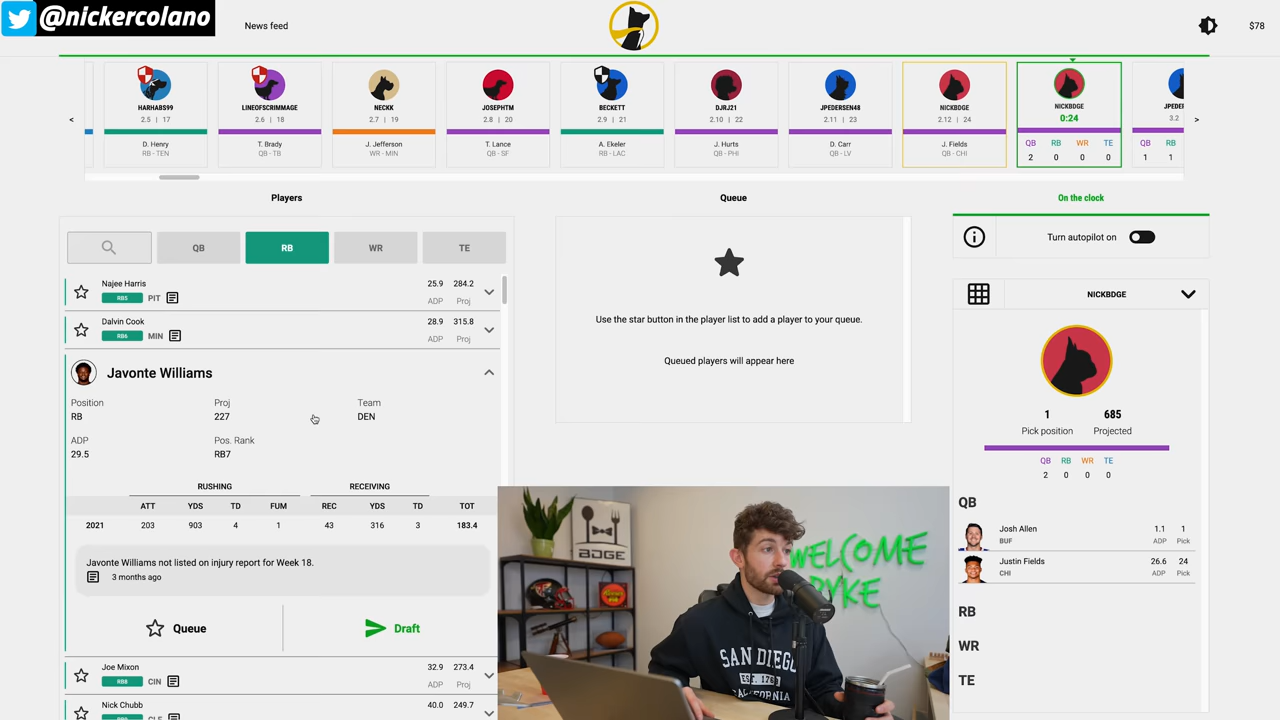 @nickercolano
News feed
$78
HARHABS99
2.5 | 17
D. Henry
RB - TEN
LINEOFSCRIMMAGE
2.6 | 18
T. Brady
QB - TB
NECKK
2.7 | 19
J. Jefferson
WR - MIN
JOSEPHTM
2.8 | 20
T. Lance
QB - SF
BECKETT
2.9 | 21
A. Ekeler
RB - LAC
DJRJ21
2.10 | 22
J. Hurts
QB - PHI
JPEDERSEN48
2.11 | 23
D. Carr
QB - LV
NICKBDGE
2.12 | 24
J. Fields
QB - CHI
NICKBDGE
0:24
QB RB WR TE
2 0 0 0
JPEDER
3.2
QB RB
1 1
< >
Players
Queue
On the clock
QB RB WR TE
Turn autopilot on
Najee Harris 25.9 284.2
RB5 PIT ADP Proj
Dalvin Cook 28.9 315.8
RB6 MIN ADP Proj
Javonte Williams
Position Proj Team
RB 227 DEN
ADP Pos. Rank
29.5 RB7
RUSHING RECEIVING
ATT YDS TD FUM REC YDS TD TOT
2021 203 903 4 1 43 316 3 183.4
Javonte Williams not listed on injury report for Week 18.
3 months ago
Queue Draft
Joe Mixon 32.9 273.4
RB8 CIN ADP Proj
Nick Chubb 40.0 249.7
Use the star button in the player list to add a player to your queue.
Queued players will appear here
NICKBDGE
1 685
Pick position Projected
QB RB WR TE
2 0 0 0
QB
Josh Allen 1.1 1
BUF ADP Pick
Justin Fields 26.6 24
CHI ADP Pick
RB
WR
TE
BDGE
WELCOME
PYKE
SAN DIEGO
EST. 1769
CALIFORNIA